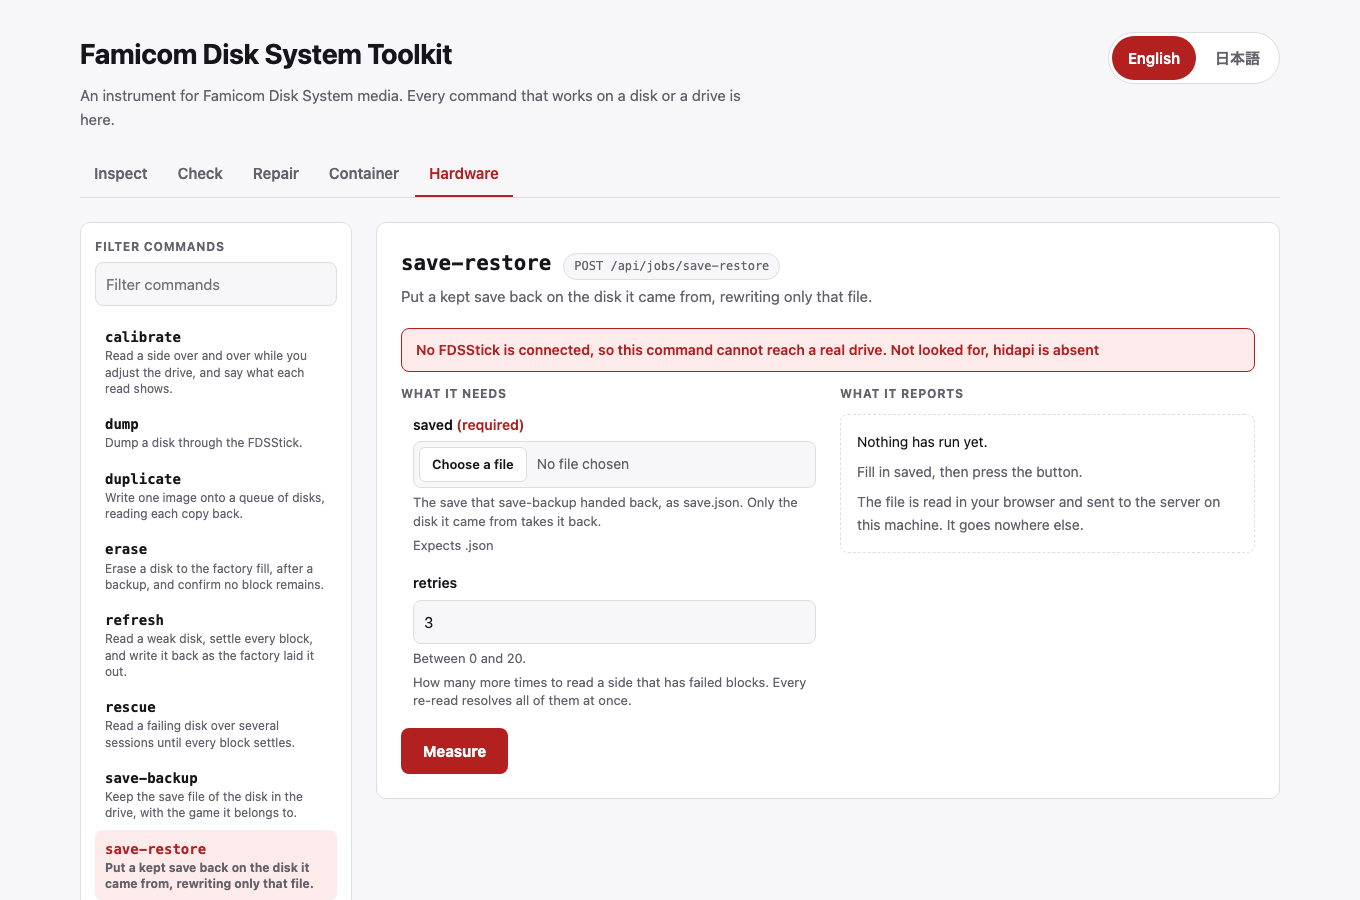 Famicom Disk System Toolkit
English
日本語
An instrument for Famicom Disk System media. Every command that works on a disk or a drive is
here.
Inspect
Check
Repair
Container
Hardware
FILTER COMMANDS
Filter commands
calibrate
Read a side over and over while you
adjust the drive, and say what each
read shows.
dump
Dump a disk through the FDSStick.
duplicate
Write one image onto a queue of disks,
reading each copy back.
erase
Erase a disk to the factory fill, after a
backup, and confirm no block remains.
refresh
Read a weak disk, settle every block,
and write it back as the factory laid it
out.
rescue
Read a failing disk over several
sessions until every block settles.
save-backup
Keep the save file of the disk in the
drive, with the game it belongs to.
save-restore
Put a kept save back on the disk it
came from, rewriting only that file.
save-restore
POST /api/jobs/save-restore
Put a kept save back on the disk it came from, rewriting only that file.
No FDSStick is connected, so this command cannot reach a real drive. Not looked for, hidapi is absent
WHAT IT NEEDS
saved (required)
Choose a file
No file chosen
The save that save-backup handed back, as save.json. Only the
disk it came from takes it back.
Expects .json
retries
3
Between 0 and 20.
How many more times to read a side that has failed blocks. Every
re-read resolves all of them at once.
Measure
WHAT IT REPORTS
Nothing has run yet.
Fill in saved, then press the button.
The file is read in your browser and sent to the server on
this machine. It goes nowhere else.